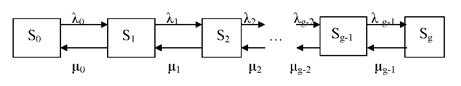 λ₀ λ₁ λ₂ λg-2 λg-1
S₀ S₁ S₂ … Sg-1 Sg
μ₀ μ₁ μ₂ μg-2 μg-1